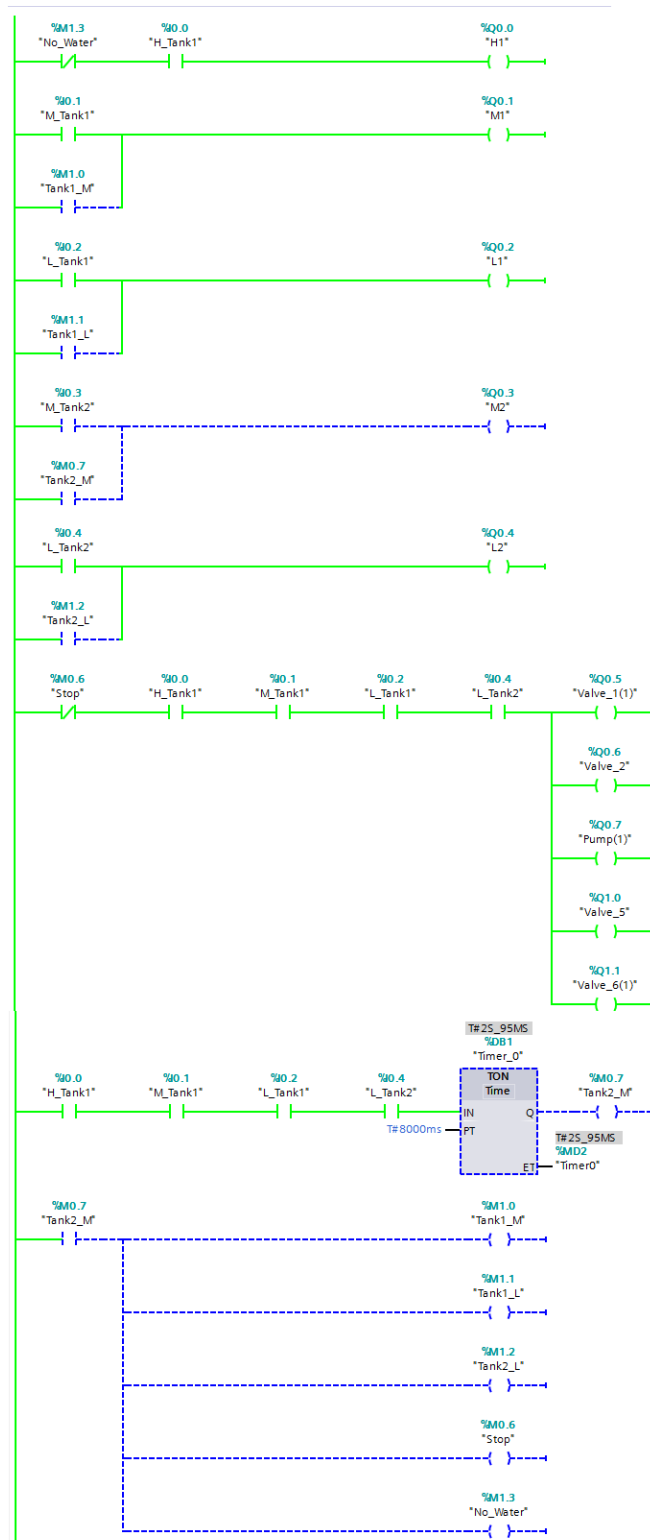 %M1.3 %I0.0 %Q0.0
"No_Water" "H_Tank1" "H1"
%I0.1 %Q0.1
"M_Tank1" "M1"
%M1.0
"Tank1_M"
%I0.2 %Q0.2
"L_Tank1" "L1"
%M1.1
"Tank1_L"
%I0.3 %Q0.3
"M_Tank2" "M2"
%M0.7
"Tank2_M"
%I0.4 %Q0.4
"L_Tank2" "L2"
%M1.2
"Tank2_L"
%M0.6 %I0.0 %I0.1 %I0.2 %I0.4 %Q0.5
"Stop" "H_Tank1" "M_Tank1" "L_Tank1" "L_Tank2" "Valve_1(1)"
%Q0.6
"Valve_2"
%Q0.7
"Pump(1)"
%Q1.0
"Valve_5"
%Q1.1
"Valve_6(1)"
T#2S_95MS
%DB1
"Timer_0"
%I0.0 %I0.1 %I0.2 %I0.4 TON %M0.7
"H_Tank1" "M_Tank1" "L_Tank1" "L_Tank2" Time "Tank2_M"
IN Q
T#8000ms PT T#2S_95MS
%MD2
ET "Timer0"
%M0.7 %M1.0
"Tank2_M" "Tank1_M"
%M1.1
"Tank1_L"
%M1.2
"Tank2_L"
%M0.6
"Stop"
%M1.3
"No_Water"